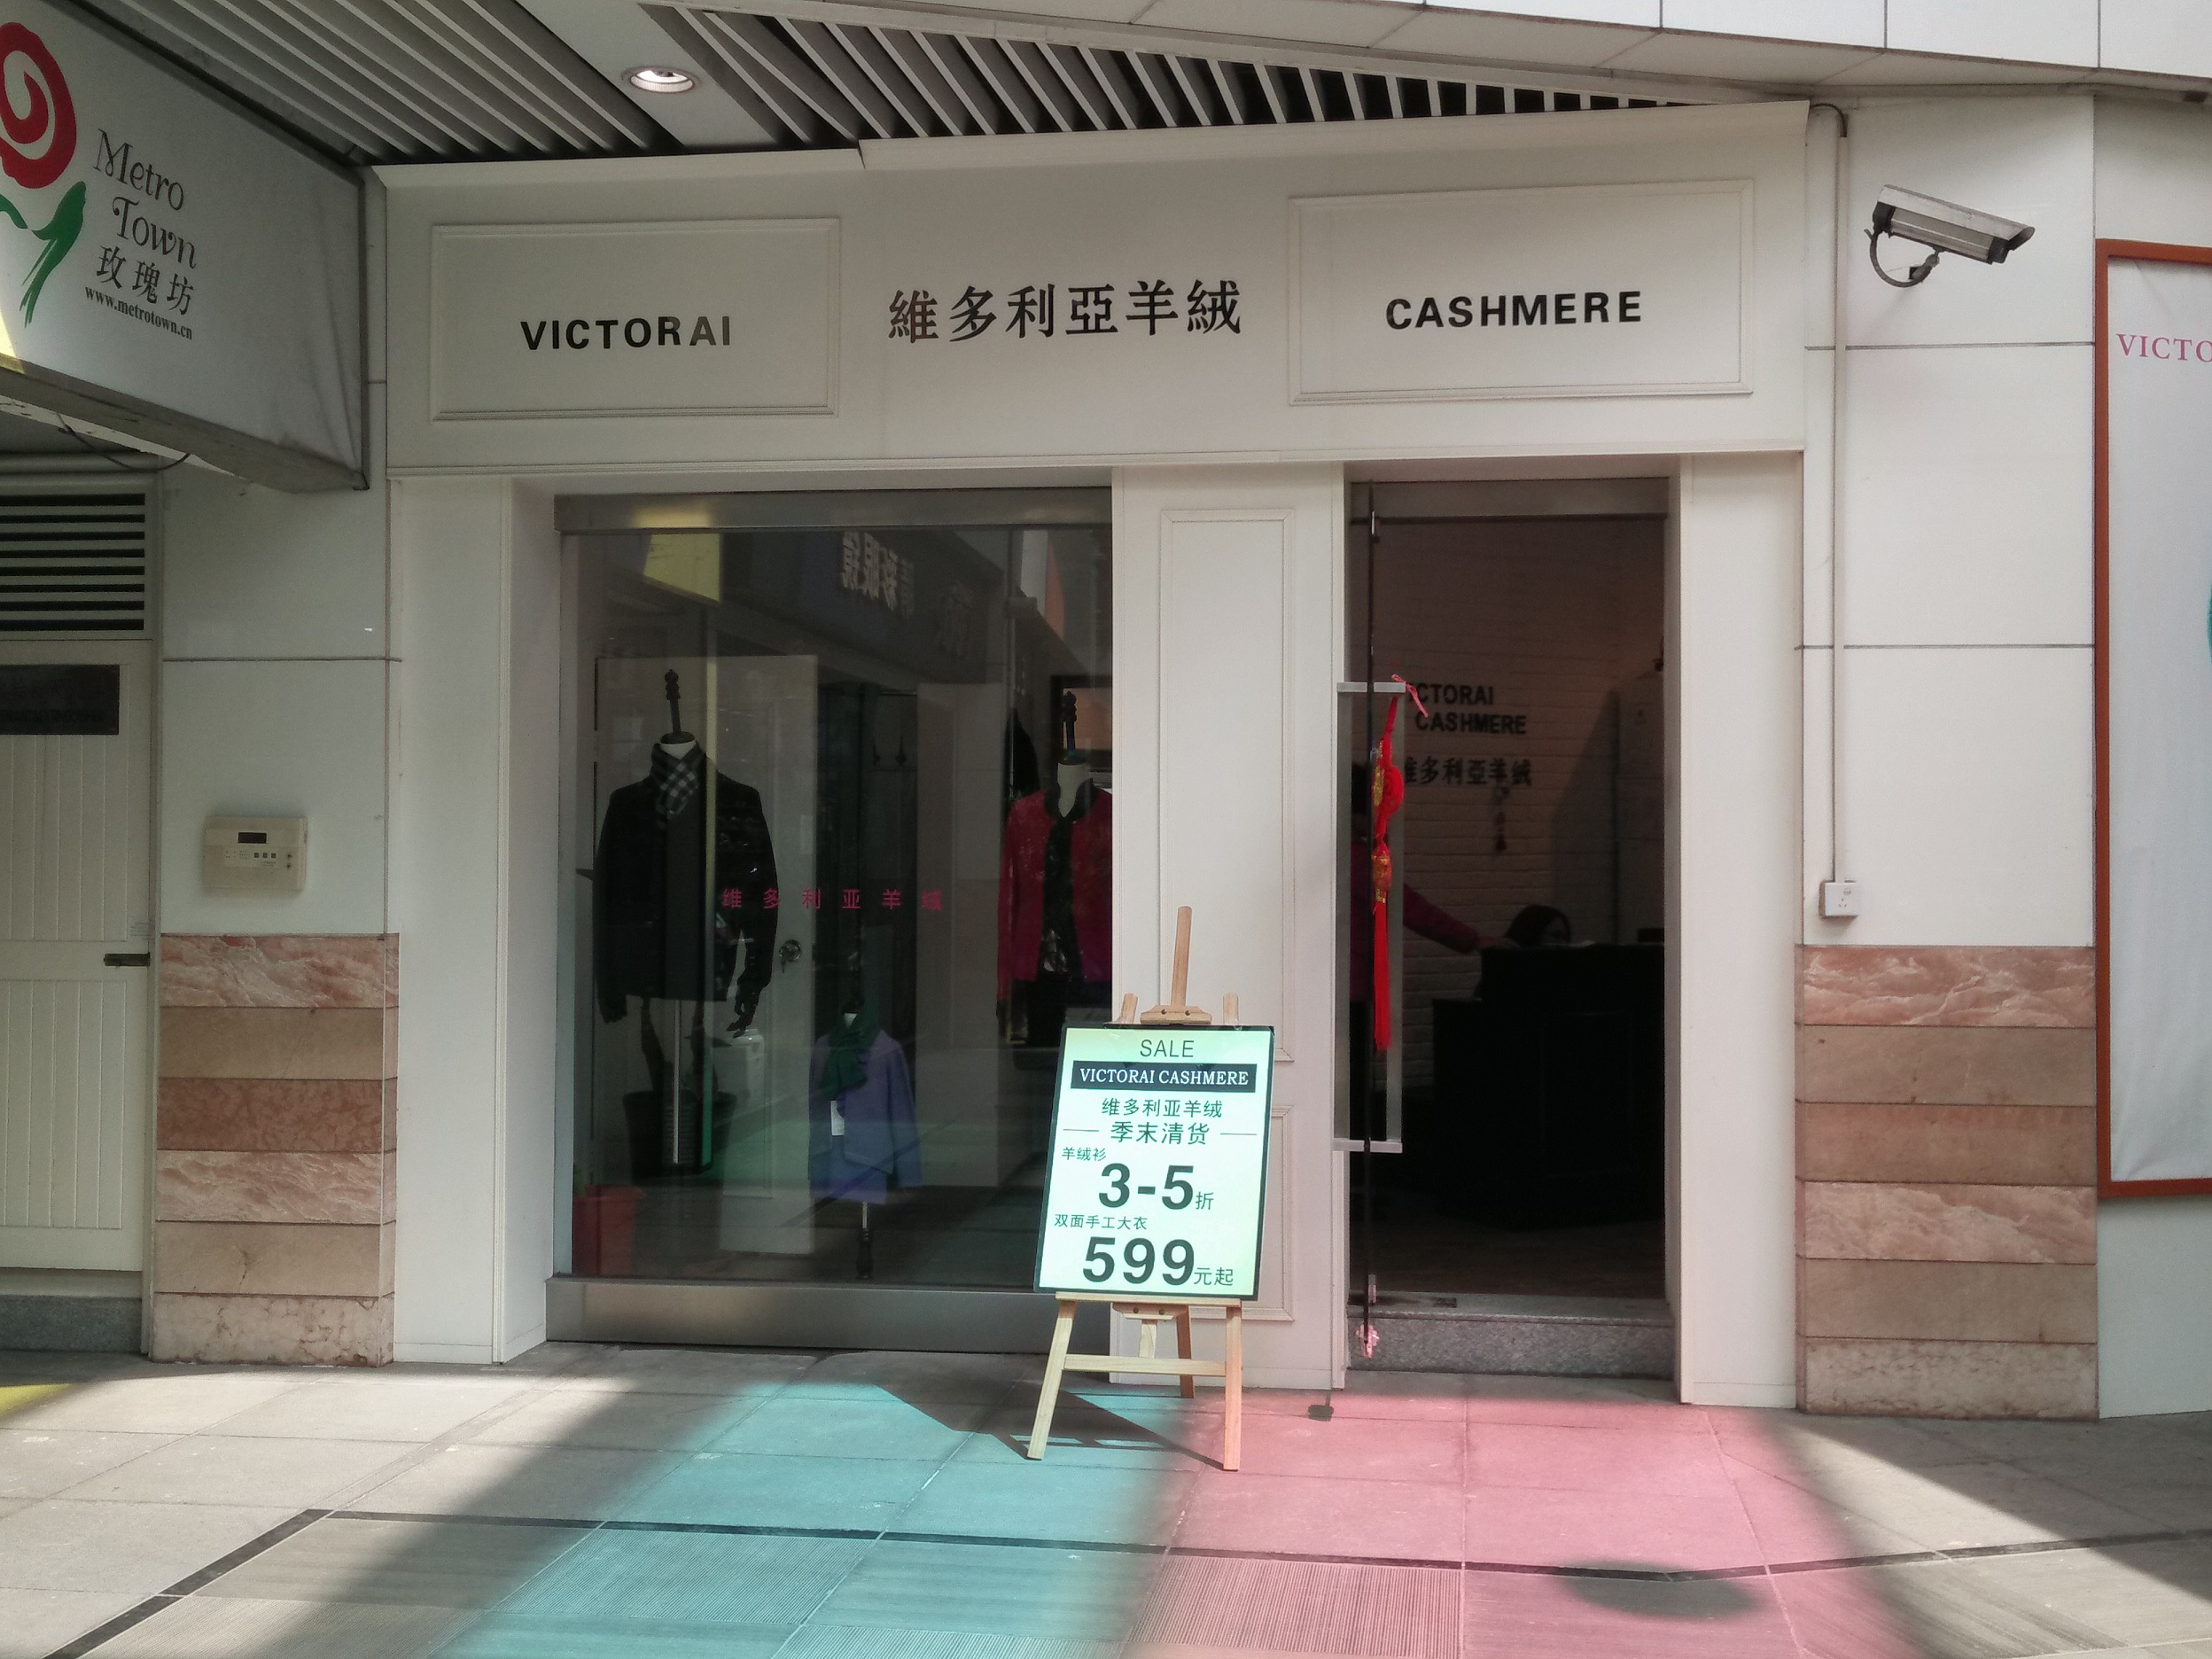 Metro
Town
玫瑰坊
www.metrotown.cn
VICTORAI
維多利亞羊絨
CASHMERE
VICTO
CTORAI
CASHMERE
維多利亞羊絨
维多利亚羊绒
SALE
VICTORAI CASHMERE
维多利亚羊绒
季末清货
羊绒衫
3-5折
双面手工大衣
599元起